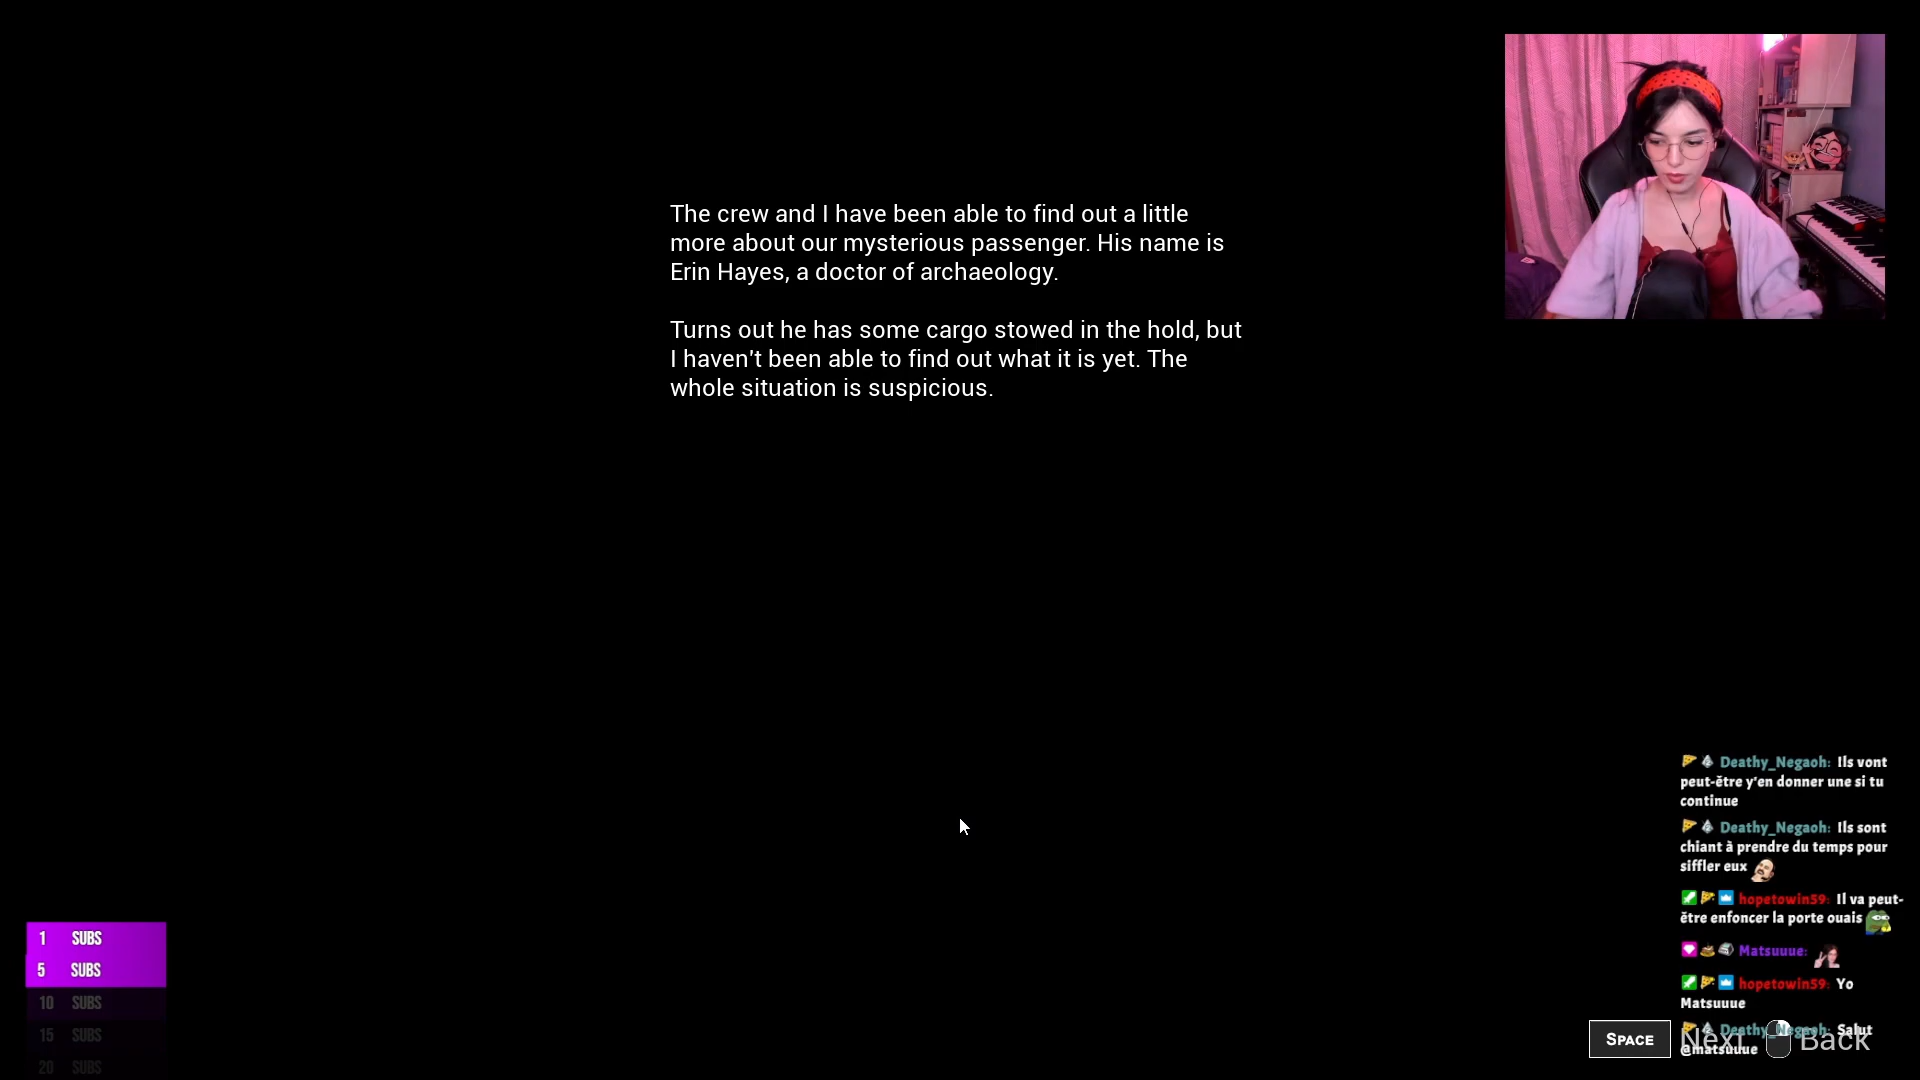 The crew and I have been able to find out a little
more about our mysterious passenger. His name is
Erin Hayes, a doctor of archaeology.
Turns out he has some cargo stowed in the hold, but
I haven't been able to find out what it is yet. The
whole situation is suspicious.
Deathy_Negaoh: Ils vont
peut-être y'en donner une si tu
continue
Deathy_Negaoh: Ils sont
chiant à prendre du temps pour
siffler eux
hopetowin59: Il va peut-
être enfoncer la porte ouais
Matsuuue:
hopetowin59: Yo
Matsuuue
Deathy_Negaoh: Salut
@matsuuue
SPACE Next Back
1 SUBS
5 SUBS
10 SUBS
15 SUBS
20 SUBS